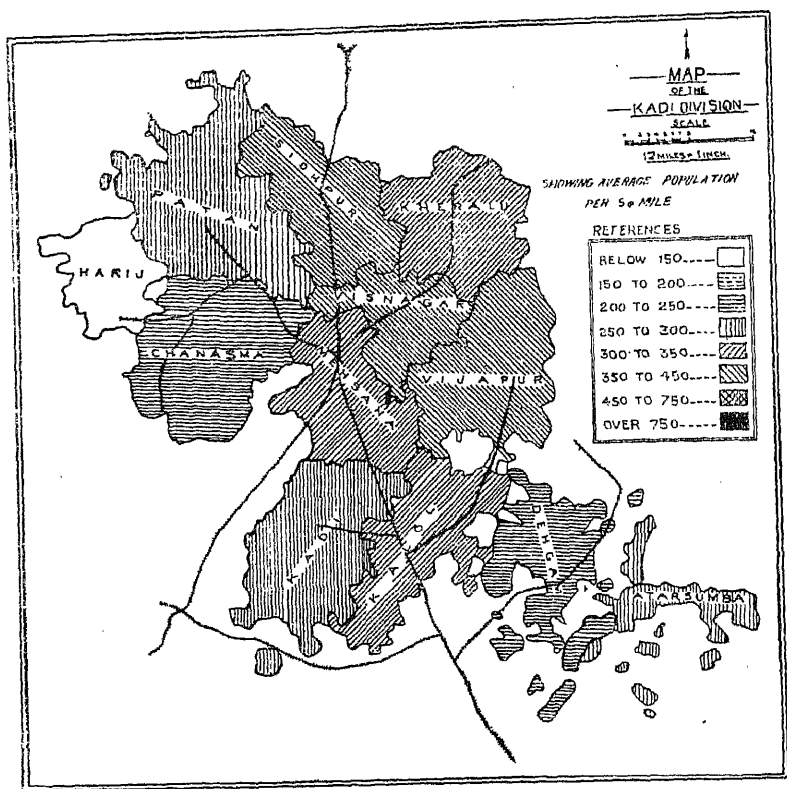 MAP
OF THE
KADI DIVISION
SCALE
12 MILES = 1 INCH.
SHOWING AVERAGE POPULATION
PER Sq MILE
REFERENCES
BELOW 150----
150 TO 200----
200 TO 250----
250 TO 300----
300 TO 350----
350 TO 450----
450 TO 750----
OVER 750-----
SIDHPUR
PATAN
KHERALU
HARIJ
VISNAGAR
CHANASMA
MEHSANA
VIJAPUR
KADI
KALOL
DEHGAM
ATARSUMBA